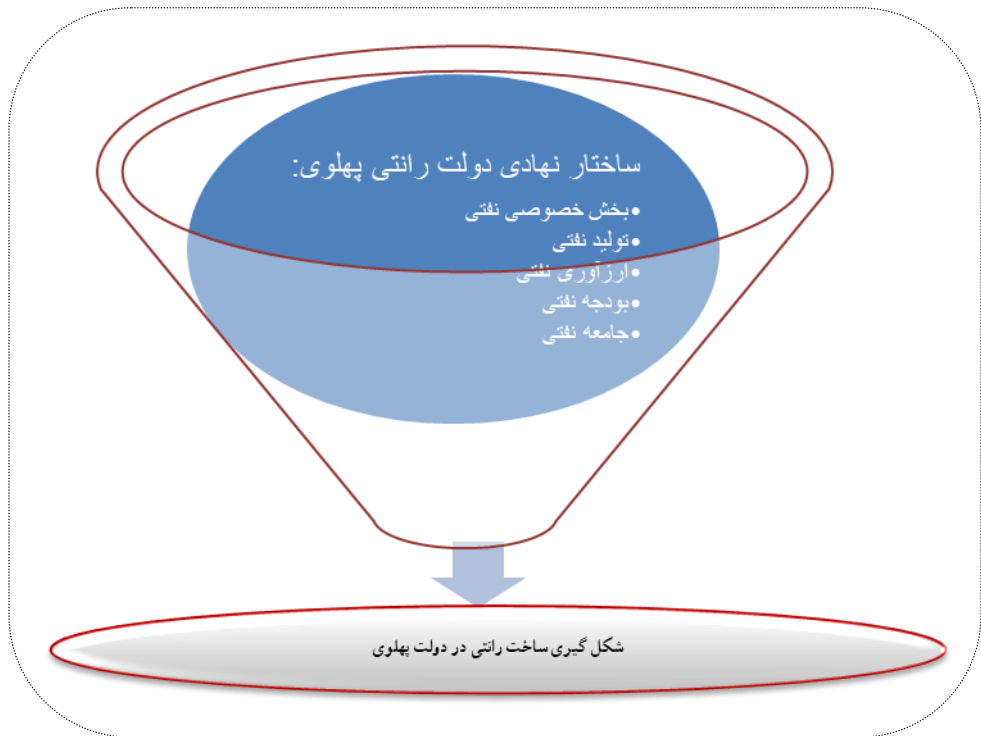 ساختار نهادی دولت رانتی پهلوی:
•بخش خصوصی نفتی
•تولید نفتی
•ارزآوری نفتی
•بودجه نفتی
•جامعه نفتی
شکل گیری ساخت رانتی در دولت پهلوی